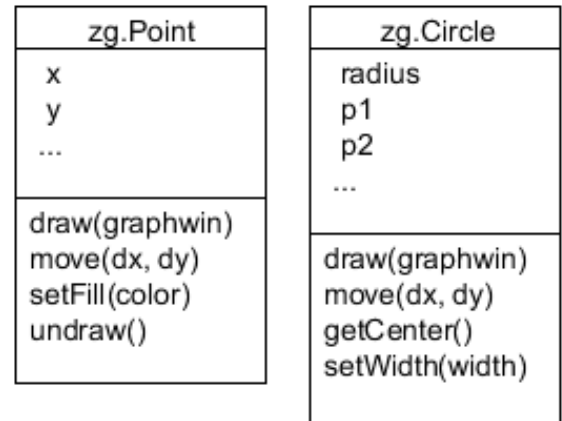 zg.Point
x
y
...
draw(graphwin)
move(dx, dy)
setFill(color)
undraw()
zg.Circle
radius
p1
p2
...
draw(graphwin)
move(dx, dy)
getCenter()
setWidth(width)